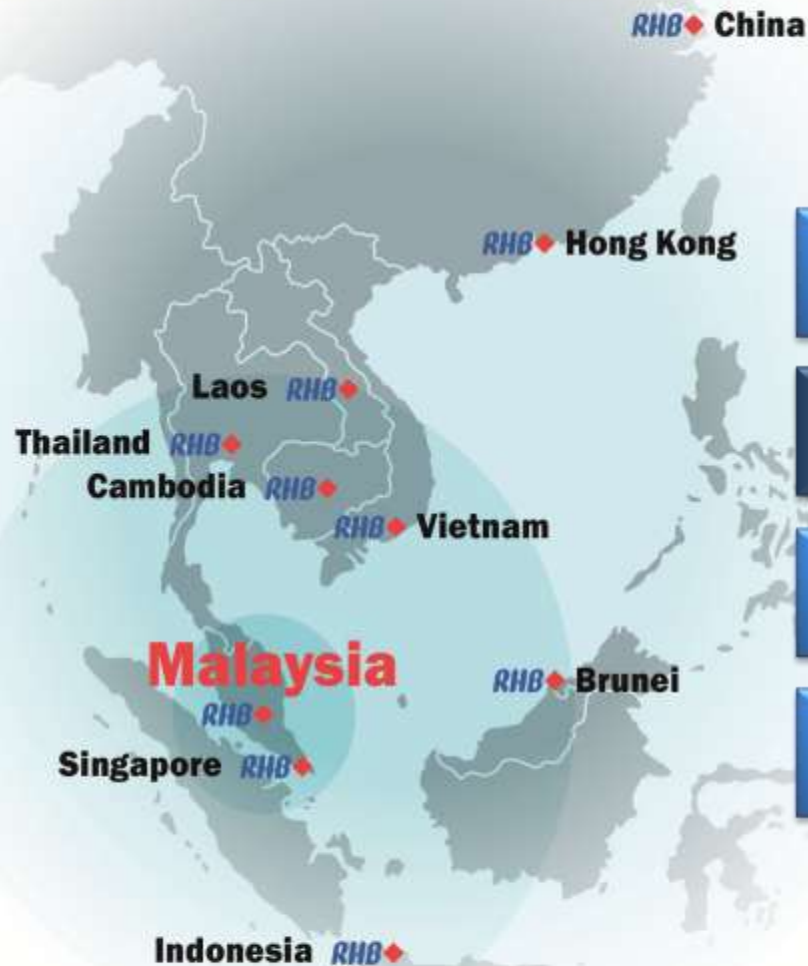 RHB China
RHB Hong Kong
Laos RHB
Thailand RHB
Cambodia RHB
RHB Vietnam
Malaysia
RHB
RHB Brunei
Singapore RHB
Indonesia RHB